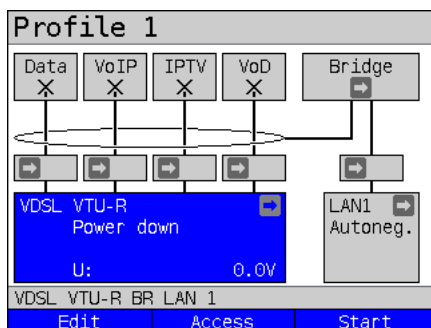 Profile 1
Data VoIP IPTV VoD Bridge
VDSL VTU-R
Power down
U: 0.0V
LAN1
Autoneg.
VDSL VTU-R BR LAN 1
Edit Access Start